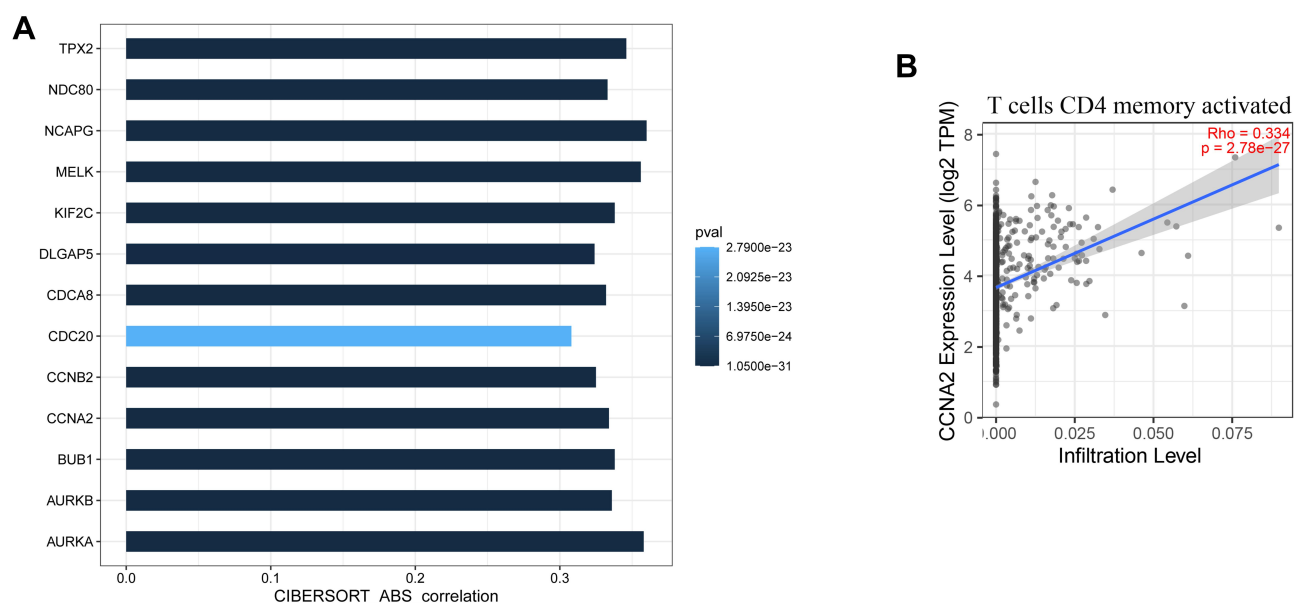 A
TPX2
NDC80
NCAPG
MELK
KIF2C
DLGAP5
CDCA8
CDC20
CCNB2
CCNA2
BUB1
AURKB
AURKA
0.0 0.1 0.2 0.3
CIBERSORT ABS correlation
pval
2.7900e−23
2.0925e−23
1.3950e−23
6.9750e−24
1.0500e−31
B
T cells CD4 memory activated
Rho = 0.334
p = 2.78e−27
CCNA2 Expression Level (log2 TPM)
8
6
4
2
0
0.000 0.025 0.050 0.075
Infiltration Level